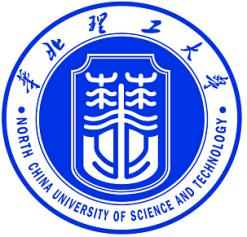 华北理工大学
· NORTH CHINA UNIVERSITY OF SCIENCE AND TECHNOLOGY ·